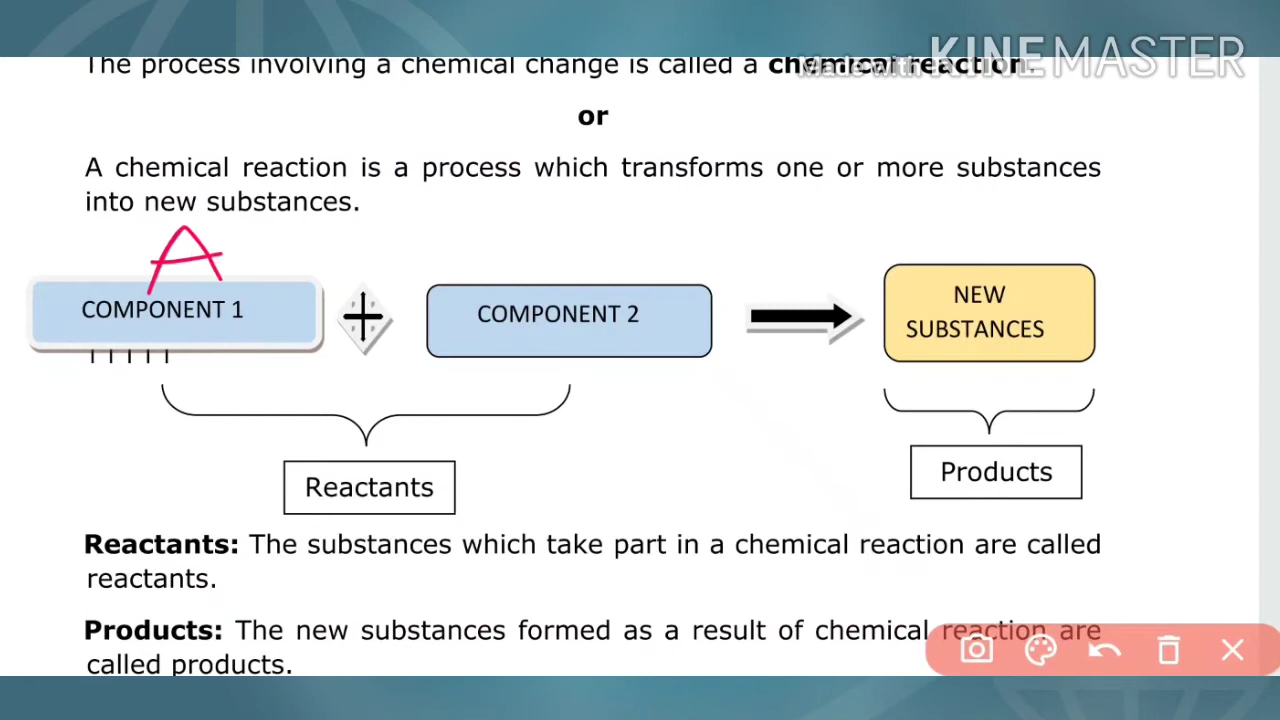 KINEMASTER
Made with
The process involving a chemical change is called a chemical reaction.
or
A chemical reaction is a process which transforms one or more substances
into new substances.
A
COMPONENT 1
COMPONENT 2
NEW
SUBSTANCES
Reactants
Products
Reactants: The substances which take part in a chemical reaction are called
reactants.
Products: The new substances formed as a result of chemical reaction are
called products.